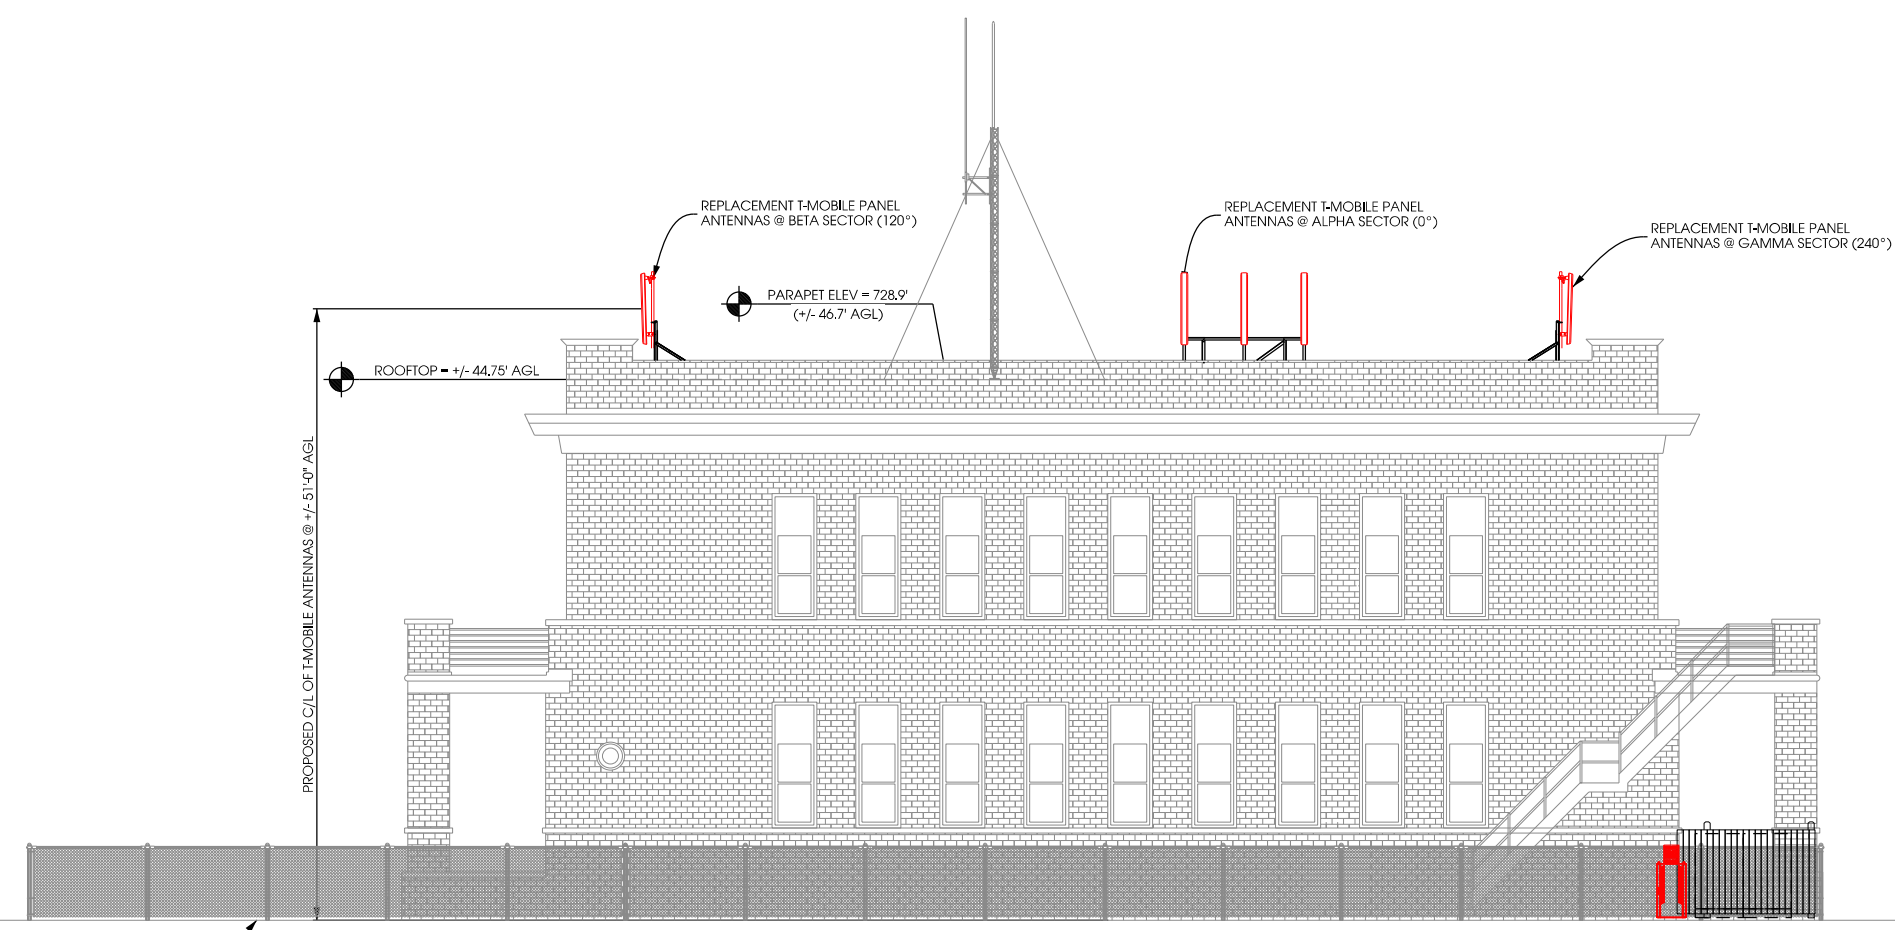 REPLACEMENT T-MOBILE PANEL
ANTENNAS @ BETA SECTOR (120°)
REPLACEMENT T-MOBILE PANEL
ANTENNAS @ ALPHA SECTOR (0°)
REPLACEMENT T-MOBILE PANEL
ANTENNAS @ GAMMA SECTOR (240°)
PARAPET ELEV = 728.9'
(+/- 46.7' AGL)
ROOFTOP = +/- 44.75' AGL
PROPOSED C/L OF T-MOBILE ANTENNAS @ +/- 51'-0" AGL